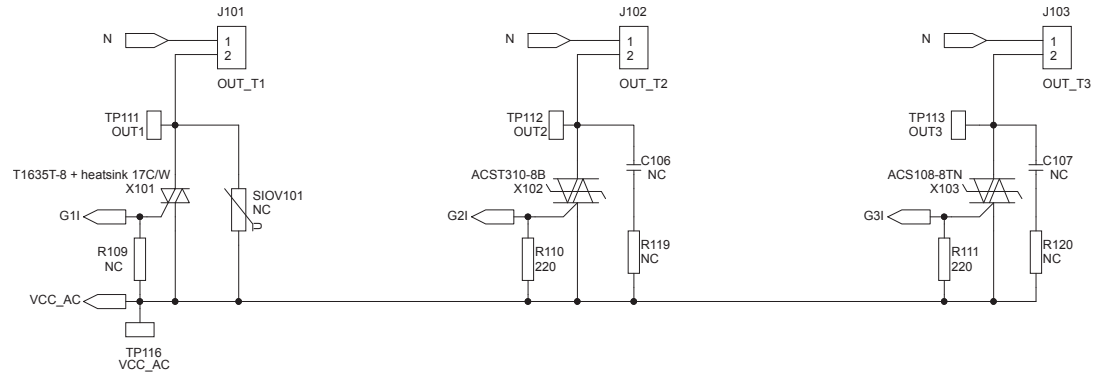 J101
N
1
2
OUT_T1
TP111
OUT1
T1635T-8 + heatsink 17C/W
X101
SIOV101
NC
U
G1I
R109
NC
VCC_AC
TP116
VCC_AC
J102
N
1
2
OUT_T2
TP112
OUT2
C106
NC
ACST310-8B
X102
G2I
R110
220
R119
NC
J103
N
1
2
OUT_T3
TP113
OUT3
C107
NC
ACS108-8TN
X103
G3I
R111
220
R120
NC